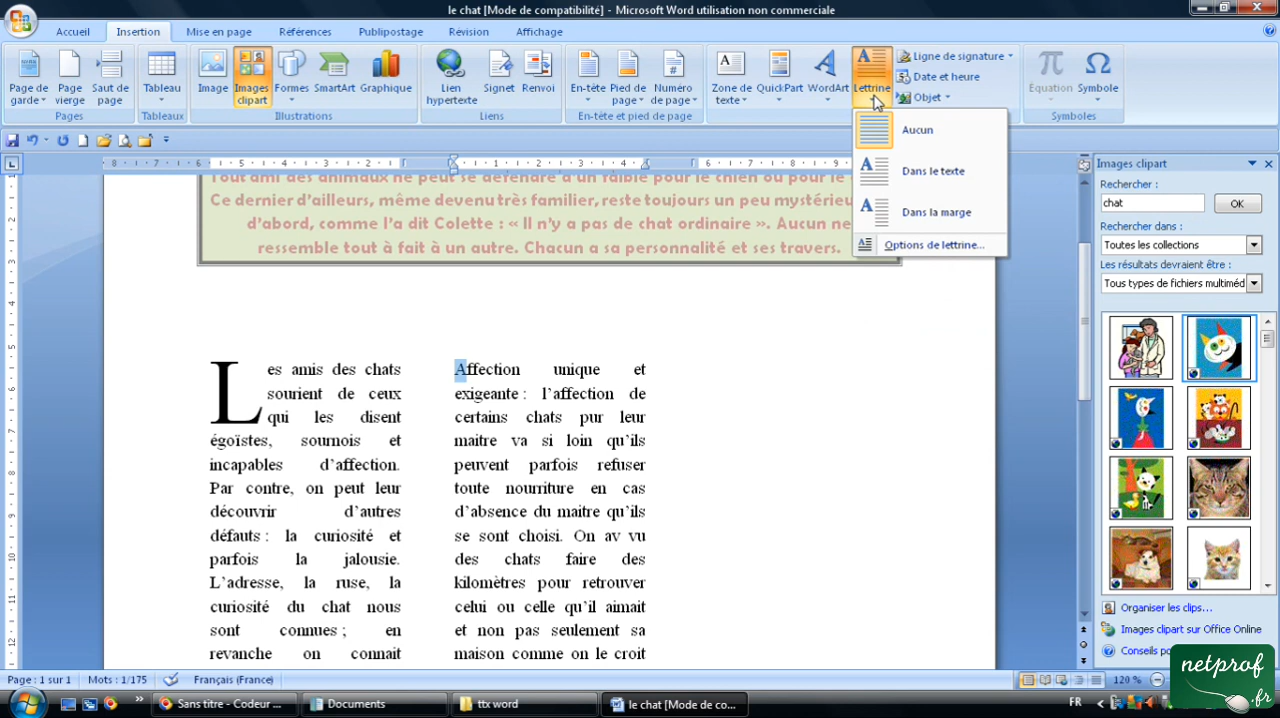 le chat [Mode de compatibilité] - Microsoft Word utilisation non commerciale
Accueil
Insertion
Mise en page
Références
Publipostage
Révision
Affichage
Page de garde
Page vierge
Saut de page
Pages
Tableau
Tableaux
Image
Images clipart
Formes
SmartArt
Graphique
Illustrations
Lien hypertexte
Signet
Renvoi
Liens
En-tête
Pied de page
Numéro de page
En-tête et pied de page
Zone de texte
QuickPart
WordArt
Lettrine
Ligne de signature
Date et heure
Objet
Équation
Symboles
Symboles
Aucun
Dans le texte
Dans la marge
Options de lettrine...
Ce dernier d'ailleurs, même devenu très familier, reste toujours un peu mystérieu
d'abord, comme l'a dit Colette : « Il n'y a pas de chat ordinaire ». Aucun ne
ressemble tout à fait à un autre. Chacun a sa personnalité et ses travers.
Les amis des chats
sourient de ceux
qui les disent
égoïstes, sournois et
incapables d'affection.
Par contre, on peut leur
découvrir d'autres
défauts : la curiosité et
parfois la jalousie.
L'adresse, la ruse, la
curiosité du chat nous
sont connues ; en
revanche on connait
Affection unique et
exigeante : l'affection de
certains chats pur leur
maitre va si loin qu'ils
peuvent parfois refuser
toute nourriture en cas
d'absence du maitre qu'ils
se sont choisi. On av vu
des chats faire des
kilomètres pour retrouver
celui ou celle qu'il aimait
et non pas seulement sa
maison comme on le croit
Images clipart
Rechercher :
chat
OK
Rechercher dans :
Toutes les collections
Les résultats devraient être :
Tous types de fichiers multiméd
Organiser les clips...
Images clipart sur Office Online
Conseils po
Page : 1 sur 1
Mots : 1/175
Français (France)
120 %
Sans titre - Codeur ...
Documents
ttx word
le chat [Mode de co...
FR
netprof
.fr